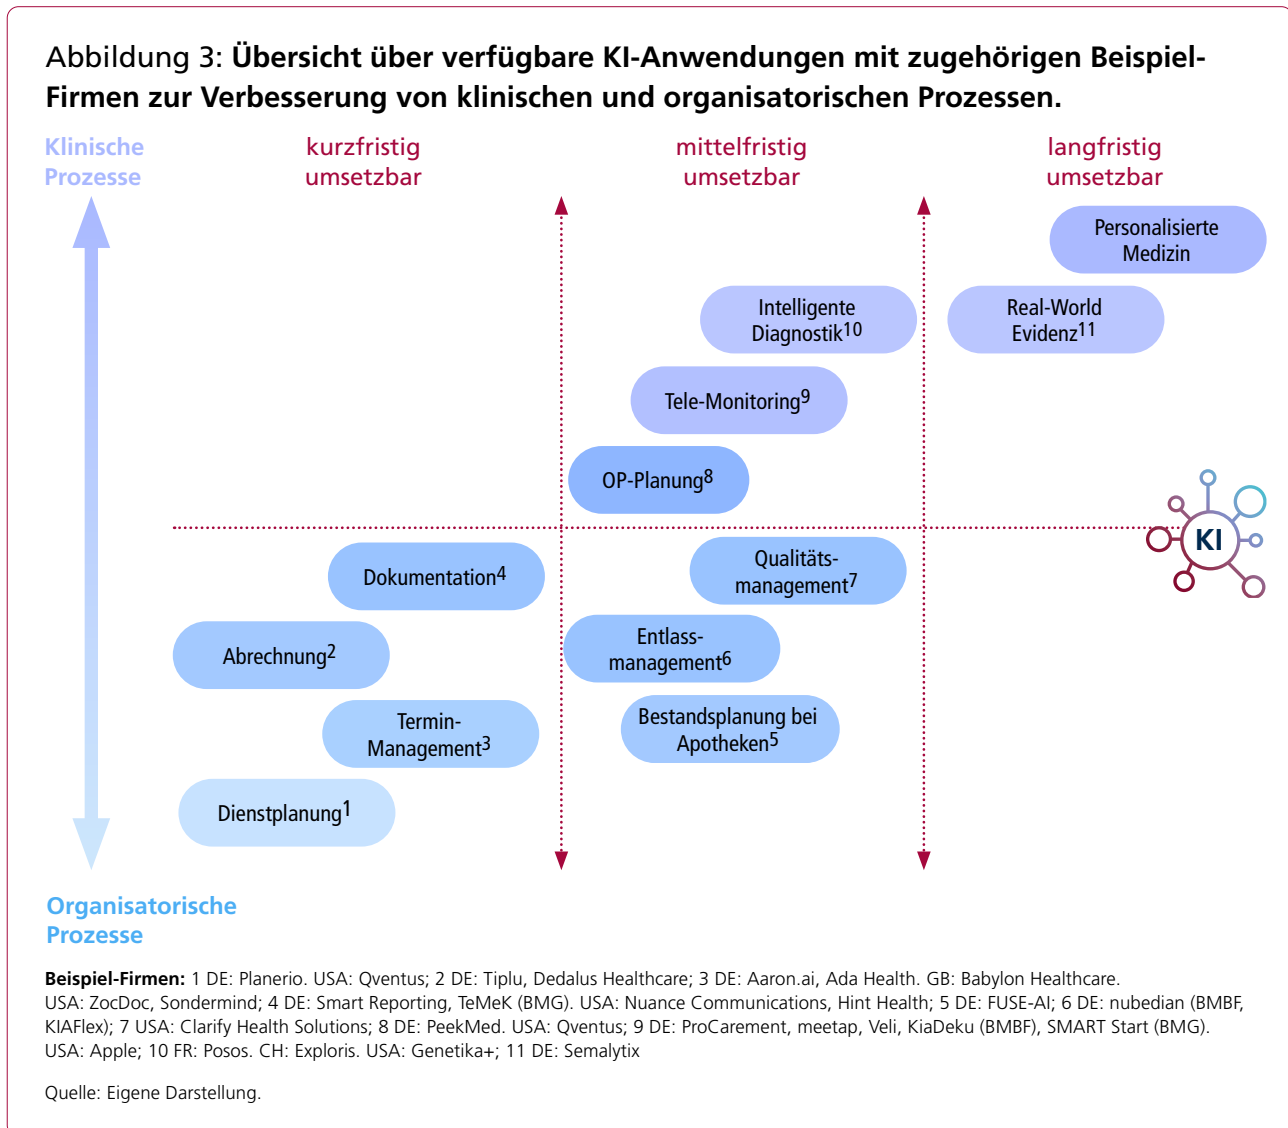 Abbildung 3: Übersicht über verfügbare KI-Anwendungen mit zugehörigen Beispiel-
Firmen zur Verbesserung von klinischen und organisatorischen Prozessen.
Klinische
Prozesse
kurzfristig
umsetzbar
mittelfristig
umsetzbar
langfristig
umsetzbar
Personalisierte
Medizin
Intelligente
Diagnostik10
Real-World
Evidenz11
Tele-Monitoring9
OP-Planung8
KI
Dokumentation4
Qualitäts-
management7
Abrechnung2
Entlass-
management6
Termin-
Management3
Bestandsplanung bei
Apotheken5
Dienstplanung1
Organisatorische
Prozesse
Beispiel-Firmen: 1 DE: Planerio. USA: Qventus; 2 DE: Tiplu, Dedalus Healthcare; 3 DE: Aaron.ai, Ada Health. GB: Babylon Healthcare.
USA: ZocDoc, Sondermind; 4 DE: Smart Reporting, TeMeK (BMG). USA: Nuance Communications, Hint Health; 5 DE: FUSE-AI; 6 DE: nubedian (BMBF,
KIAFlex); 7 USA: Clarify Health Solutions; 8 DE: PeekMed. USA: Qventus; 9 DE: ProCarement, meetap, Veli, KiaDeku (BMBF), SMART Start (BMG).
USA: Apple; 10 FR: Posos. CH: Exploris. USA: Genetika+; 11 DE: Semalytix
Quelle: Eigene Darstellung.